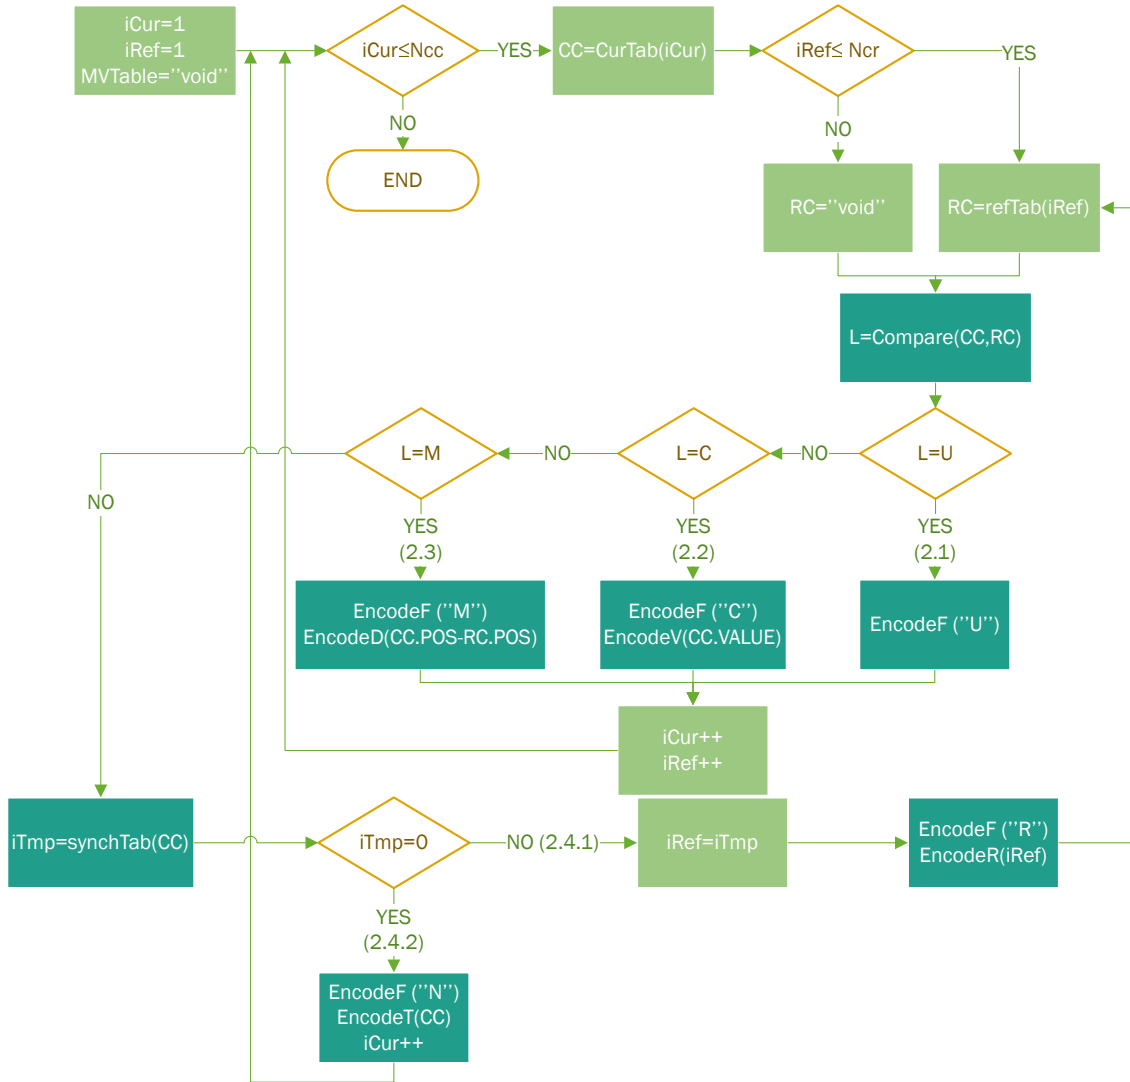 iCur=1
iRef=1
MVTable=''void''
iCur≤Ncc
YES
CC=CurTab(iCur)
iRef≤ Ncr
YES
NO
END
NO
RC=''void''
RC=refTab(iRef)
L=Compare(CC,RC)
L=M
NO
L=C
NO
L=U
NO
YES
(2.3)
YES
(2.2)
YES
(2.1)
EncodeF (''M'')
EncodeD(CC.POS-RC.POS)
EncodeF (''C'')
EncodeV(CC.VALUE)
EncodeF (''U'')
iCur++
iRef++
iTmp=synchTab(CC)
iTmp=0
NO (2.4.1)
iRef=iTmp
EncodeF (''R'')
EncodeR(iRef)
YES
(2.4.2)
EncodeF (''N'')
EncodeT(CC)
iCur++